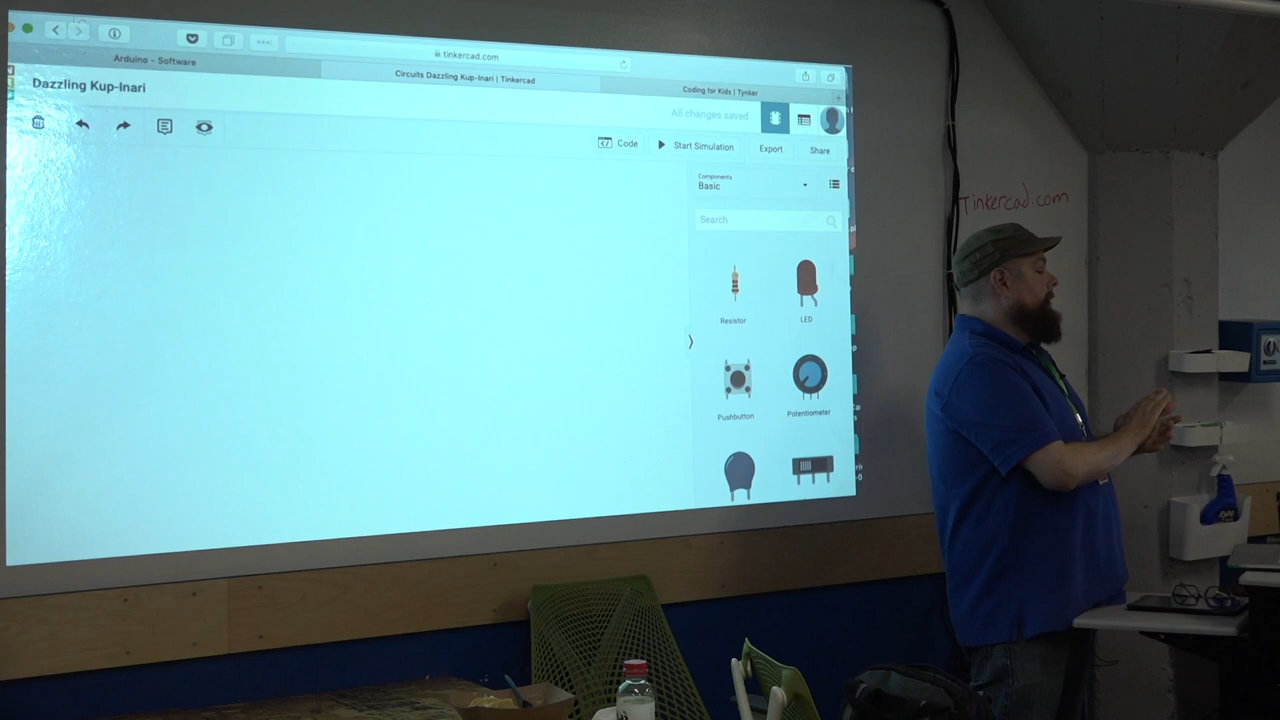 tinkercad.com
Arduino - Software
Circuits Dazzling Kup-Inari | Tinkercad
Coding for Kids | Tynker
Dazzling Kup-Inari
All changes saved
Code
Start Simulation
Export
Share
Components
Basic
Search
Resistor
LED
Pushbutton
Potentiometer
Tinkercad.com
EXPO